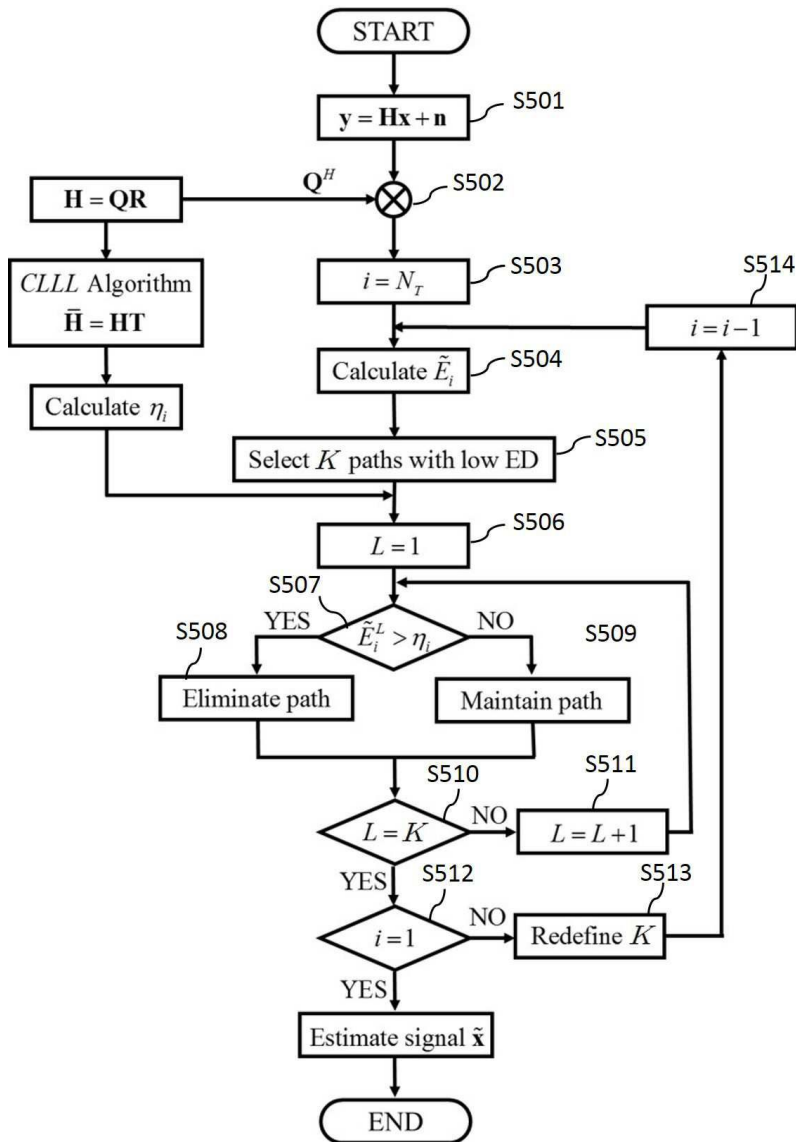 START
S501
y = Hx + n
H = QR
Q^H
S502
CLLL Algorithm
H̄ = HT
i = N_T
S503
S514
i = i − 1
Calculate Ẽ_i
S504
Calculate η_i
S505
Select K paths with low ED
S506
L = 1
S507
YES
Ẽ_i^L > η_i
NO
S508
S509
Eliminate path
Maintain path
S510
S511
L = K
NO
L = L + 1
YES
S512
S513
i = 1
NO
Redefine K
YES
Estimate signal x̃
END